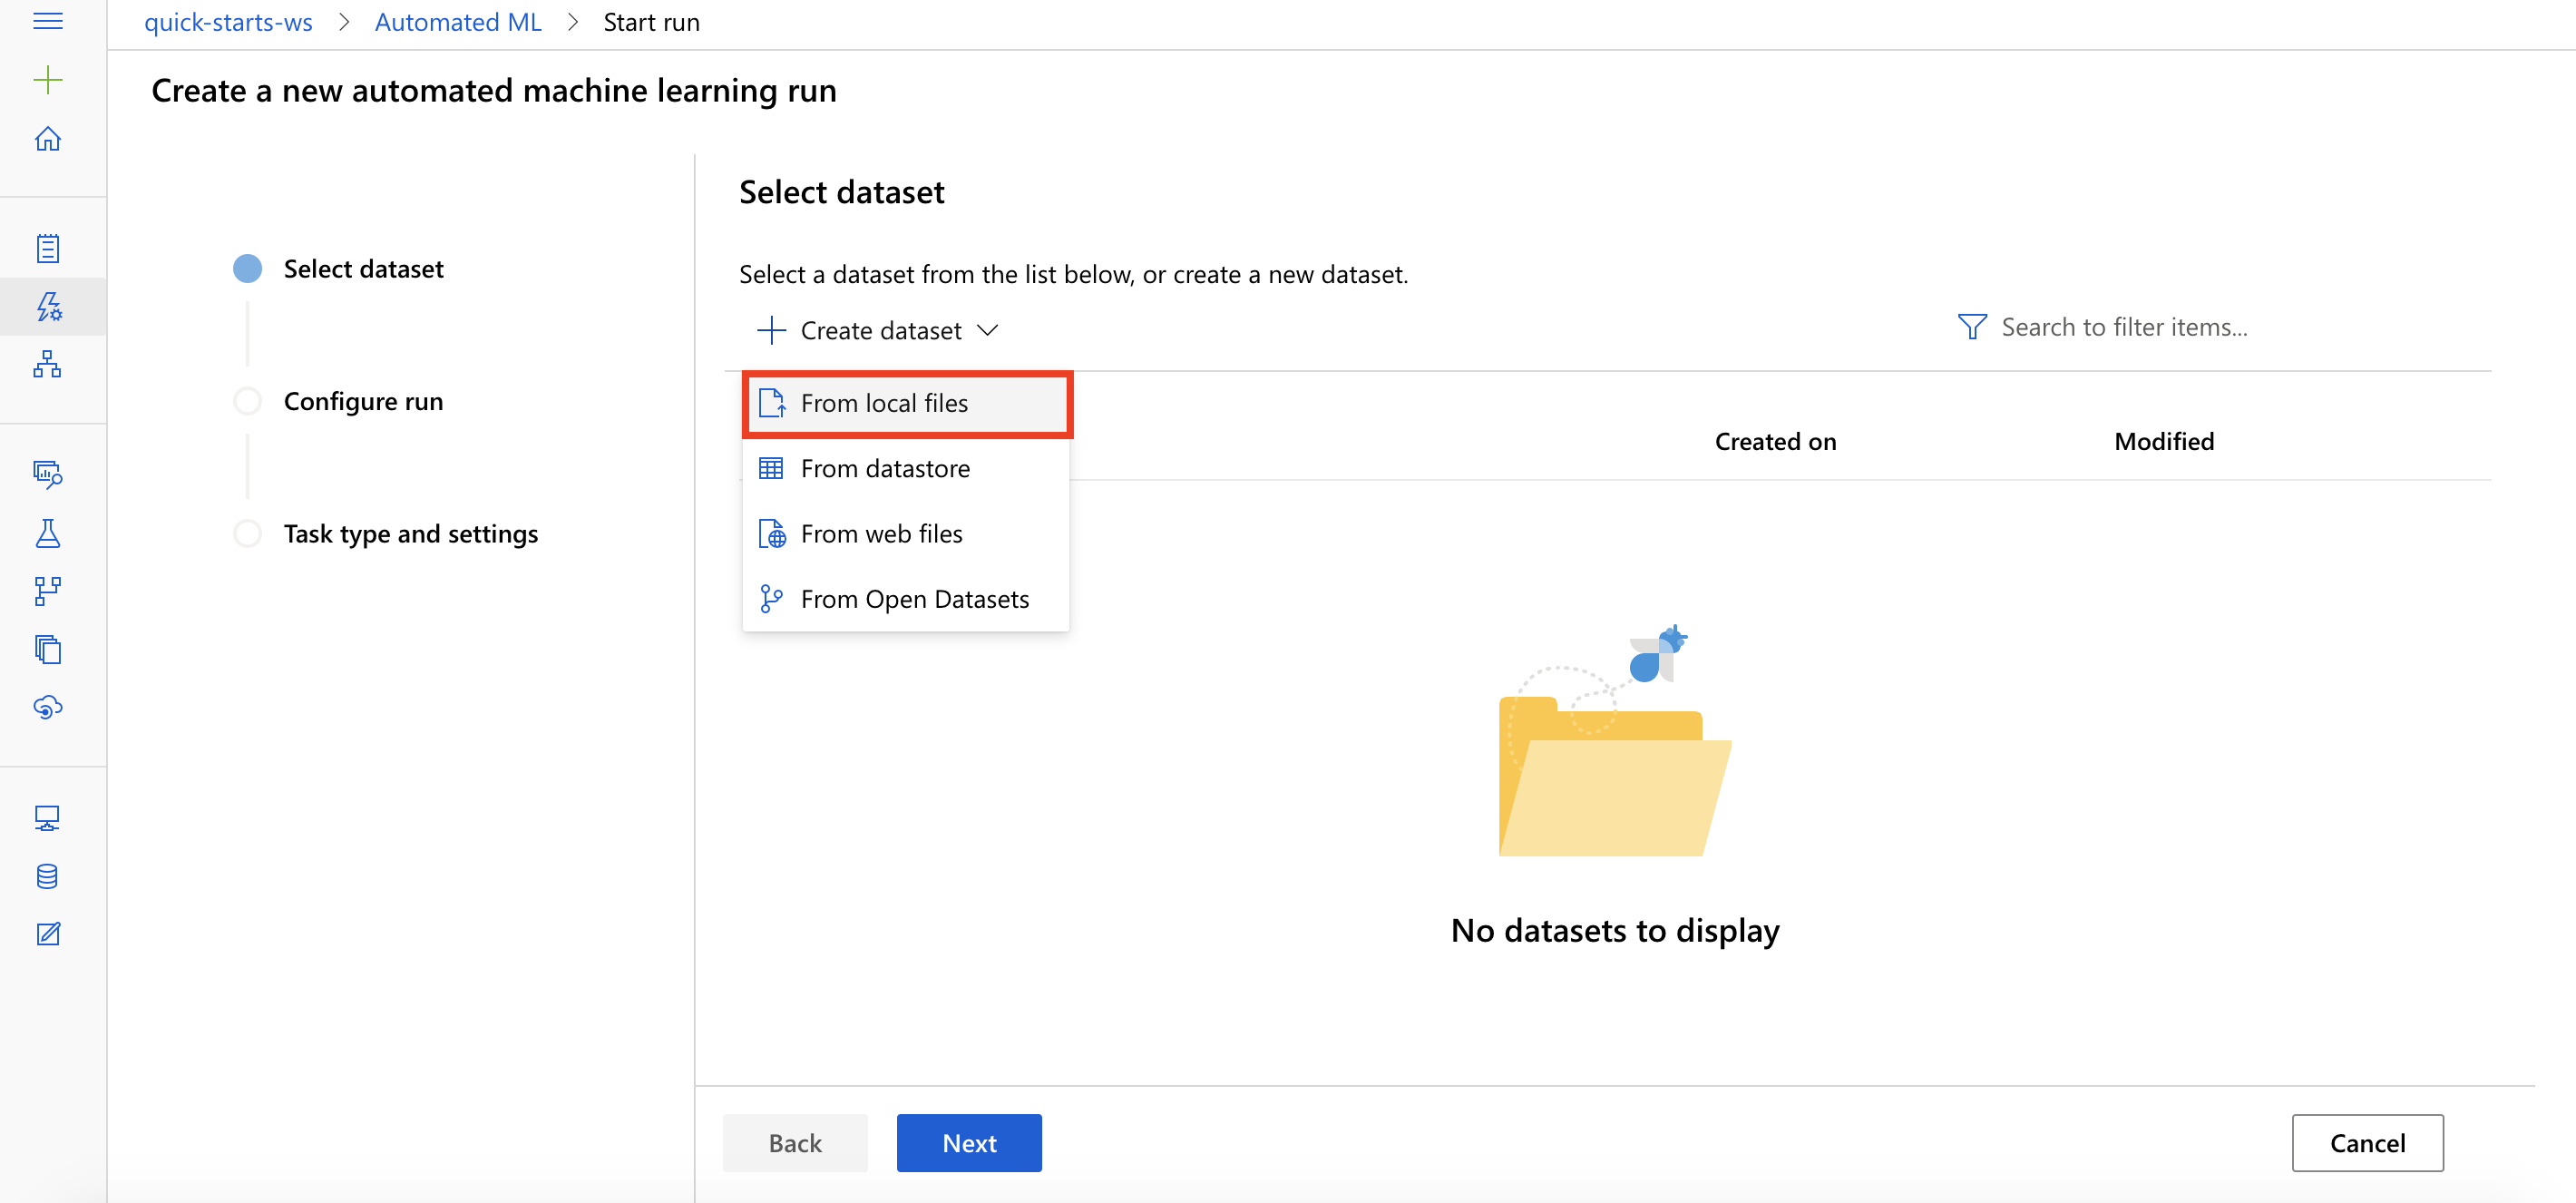 quick-starts-ws > Automated ML > Start run
Create a new automated machine learning run
Select dataset
Configure run
Task type and settings
Select dataset
Select a dataset from the list below, or create a new dataset.
Create dataset
Search to filter items...
From local files
From datastore
From web files
From Open Datasets
Created on
Modified
No datasets to display
Back
Next
Cancel